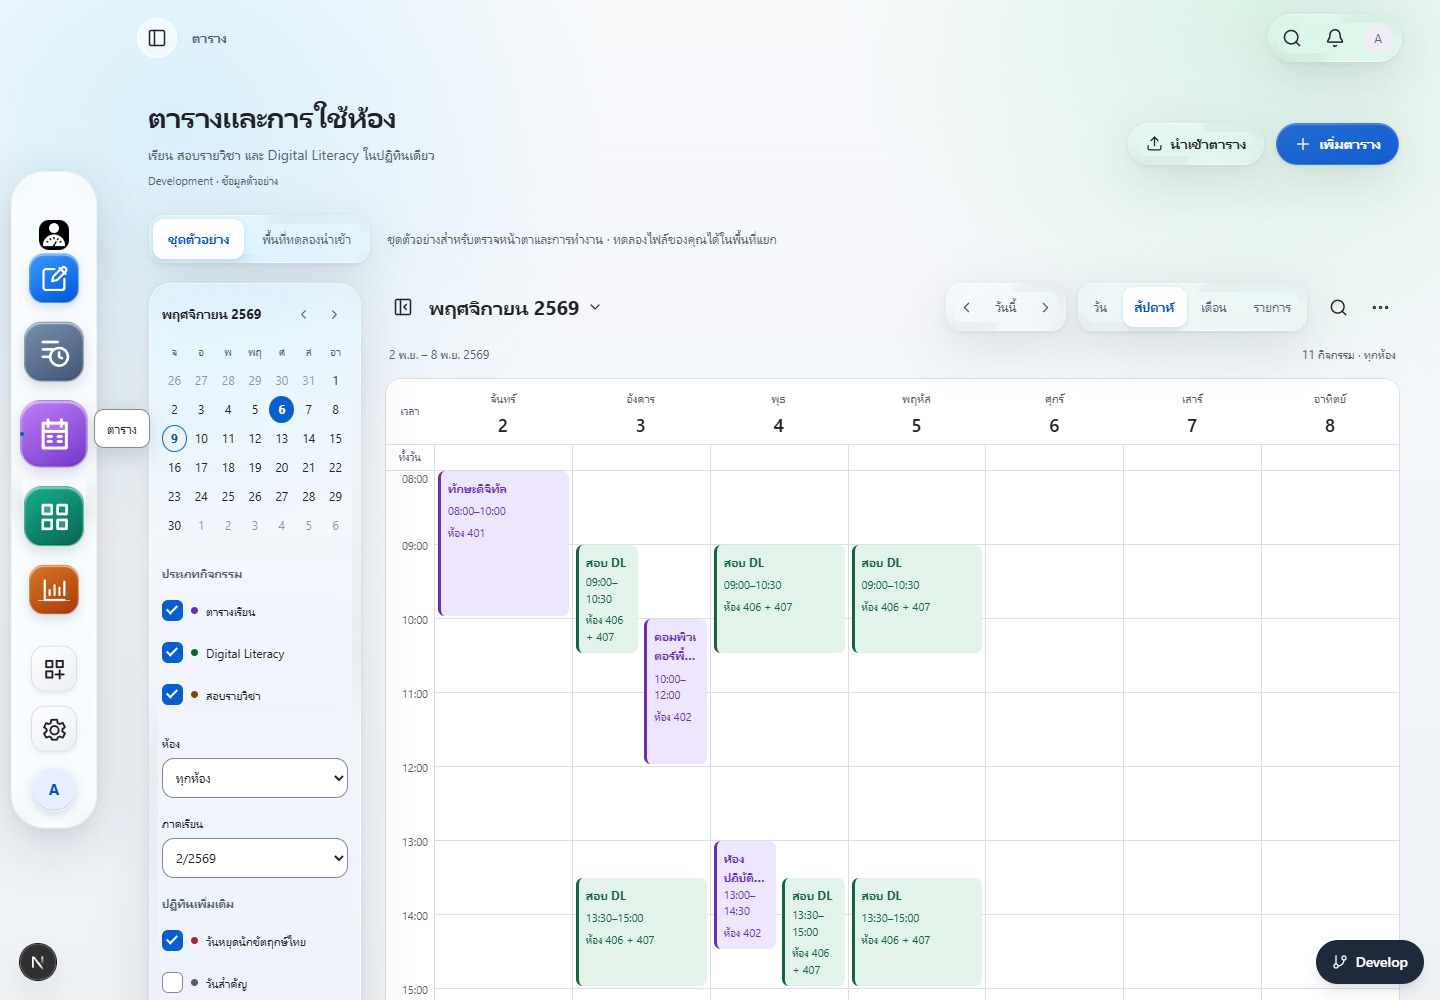 ตาราง
A
ตารางและการใช้ห้อง
เรียน สอบรายวิชา และ Digital Literacy ในปฏิทินเดียว
Development · ข้อมูลตัวอย่าง
นำเข้าตาราง
เพิ่มตาราง
ชุดตัวอย่าง
พื้นที่ทดลองนำเข้า
ชุดตัวอย่างสำหรับตรวจหน้าตาและการทำงาน · ทดลองไฟล์ของคุณได้ในพื้นที่แยก
ตาราง
A
N
พฤศจิกายน 2569
จ อ พ พฤ ศ ส อา
26 27 28 29 30 31 1
2 3 4 5 6 7 8
9 10 11 12 13 14 15
16 17 18 19 20 21 22
23 24 25 26 27 28 29
30 1 2 3 4 5 6
ประเภทกิจกรรม
ตารางเรียน
Digital Literacy
สอบรายวิชา
ห้อง
ทุกห้อง
ภาคเรียน
2/2569
ปฏิทินเพิ่มเติม
วันหยุดนักขัตฤกษ์ไทย
วันสำคัญ
พฤศจิกายน 2569
วันนี้
วัน
สัปดาห์
เดือน
รายการ
2 พ.ย. – 8 พ.ย. 2569
11 กิจกรรม · ทุกห้อง
เวลา
จันทร์
2
อังคาร
3
พุธ
4
พฤหัส
5
ศุกร์
6
เสาร์
7
อาทิตย์
8
ทั้งวัน
08:00
09:00
10:00
11:00
12:00
13:00
14:00
15:00
ทักษะดิจิทัล
08:00–10:00
ห้อง 401
สอบ DL
09:00–
10:30
ห้อง 406
+ 407
คอมพิวเ
ตอร์พื้...
10:00–
12:00
ห้อง 402
สอบ DL
13:30–15:00
ห้อง 406 + 407
สอบ DL
09:00–10:30
ห้อง 406 + 407
ห้อง
ปฏิบัติ...
13:00–
14:30
ห้อง 402
สอบ DL
13:30–
15:00
ห้อง 406
+ 407
สอบ DL
09:00–10:30
ห้อง 406 + 407
สอบ DL
13:30–15:00
ห้อง 406 + 407
Develop